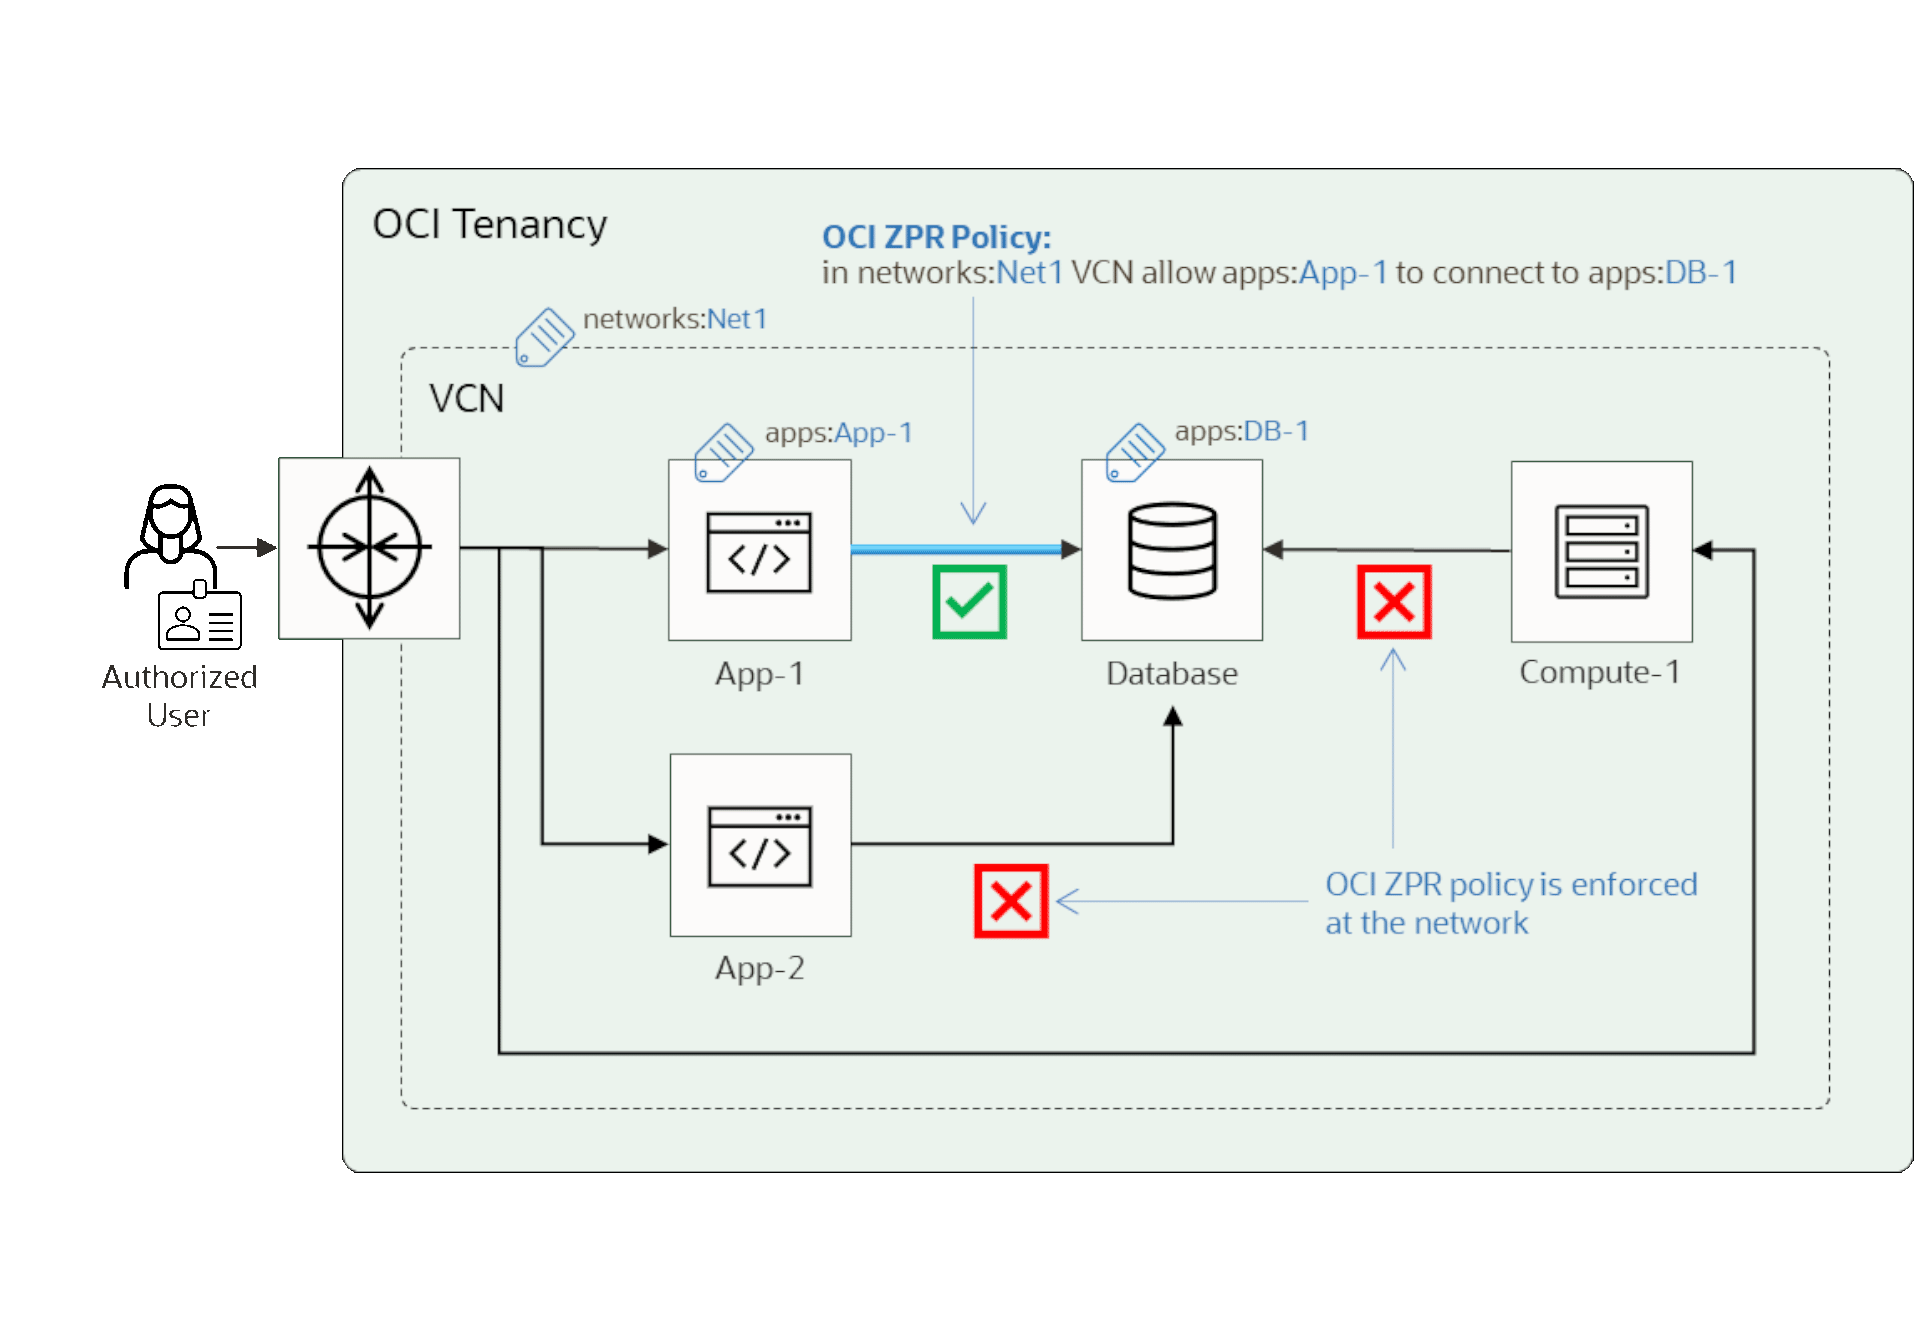 OCI Tenancy
OCI ZPR Policy:
in networks:Net1 VCN allow apps:App-1 to connect to apps:DB-1
networks:Net1
VCN
apps:App-1
apps:DB-1
</>
Authorized
User
App-1
Database
Compute-1
</>
App-2
OCI ZPR policy is enforced
at the network